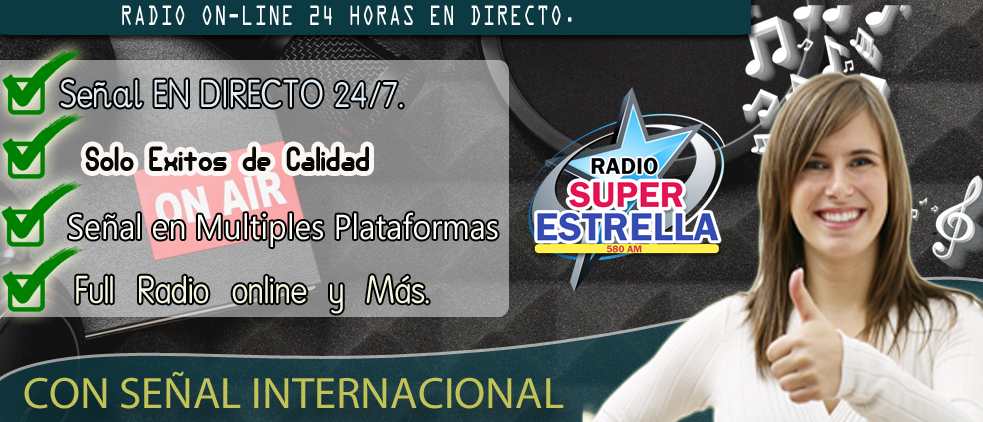 RADIO ON-LINE 24 HORAS EN DIRECTO.
Señal EN DIRECTO 24/7.
Solo Exitos de Calidad
ON AIR
Señal en Multiples Plataformas
Full Radio online y Más.
RADIO
SUPER
ESTRELLA
580 AM
CON SEÑAL INTERNACIONAL